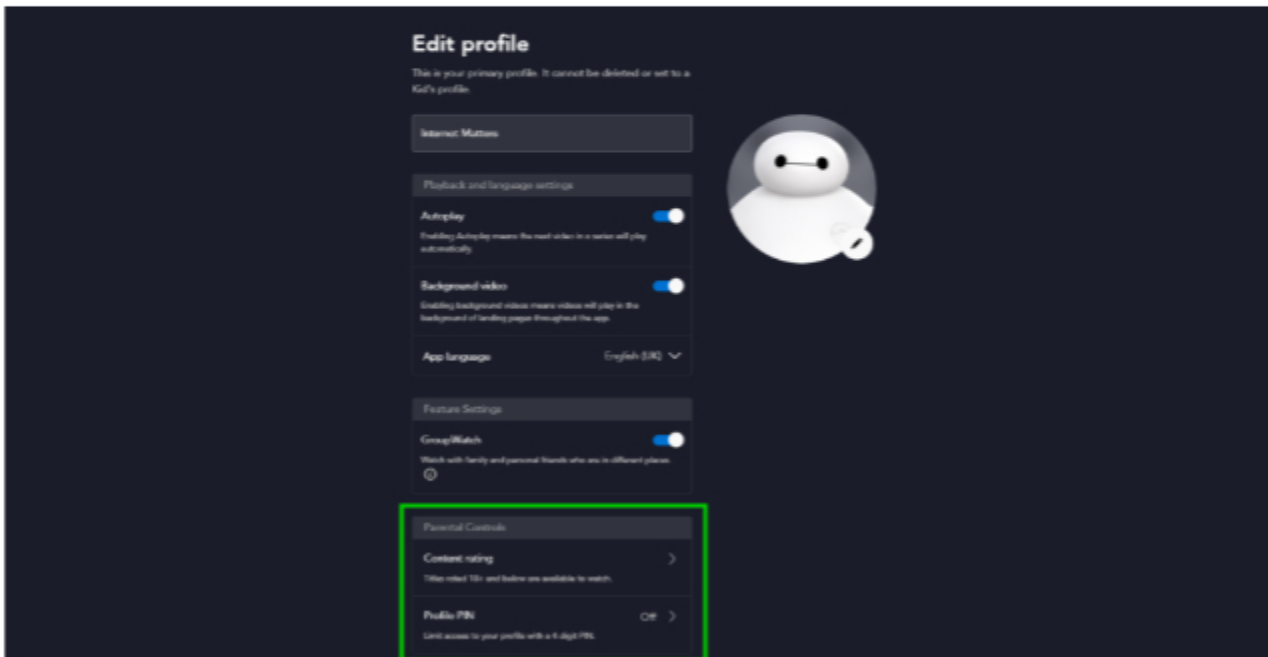 Edit profile
This is your primary profile. It cannot be deleted or set to a
Kid's profile.
Internet Matters
Playback and language settings
Autoplay
Enabling Autoplay means the next video in a series will play
automatically.
Background video
Enabling background videos means videos will play in the
background of landing pages throughout the app.
App language English (UK)
Feature Settings
GroupWatch
Watch with family and personal friends who are in different places.
Parental Controls
Content rating
Titles rated 18+ and below are available to watch.
Profile PIN Off
Limit access to your profile with a 4-digit PIN.